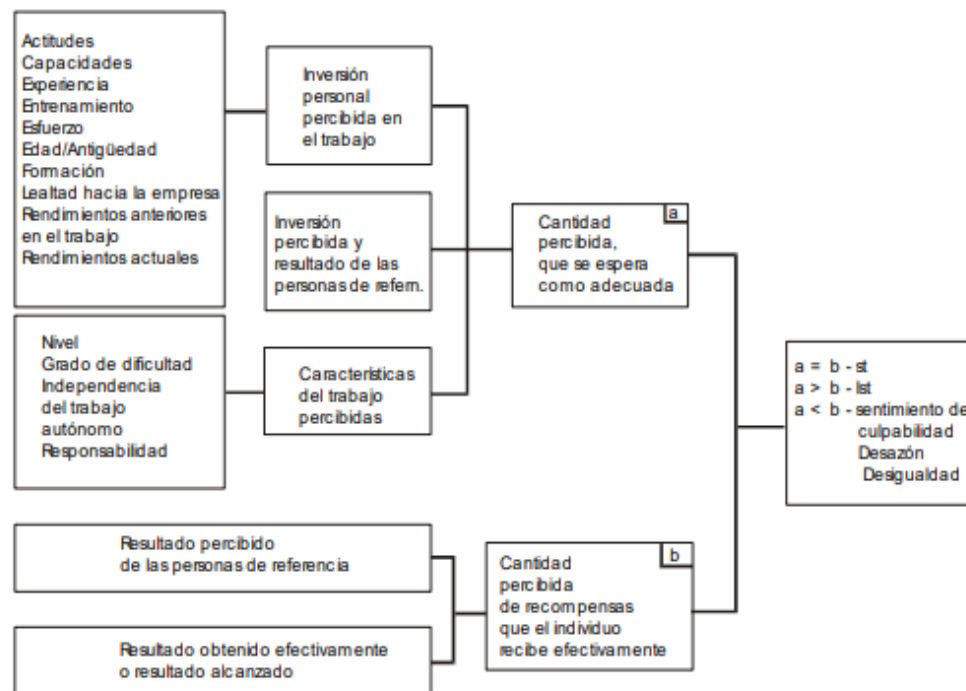 Actitudes
Capacidades
Experiencia
Entrenamiento
Esfuerzo
Edad/Antigüedad
Formación
Lealtad hacia la empresa
Rendimientos anteriores
en el trabajo
Rendimientos actuales
Inversión
personal
percibida en
el trabajo
Inversión
percibida y
resultado de las
personas de refern.
Nivel
Grado de dificultad
Independencia
del trabajo
autónomo
Responsabilidad
Características
del trabajo
percibidas
a
Cantidad
percibida,
que se espera
como adecuada
Resultado percibido
de las personas de referencia
Resultado obtenido efectivamente
o resultado alcanzado
b
Cantidad
percibida
de recompensas
que el individuo
recibe efectivamente
a = b - st
a > b - Ist
a < b - sentimiento de
culpabilidad
Desazón
Desigualdad